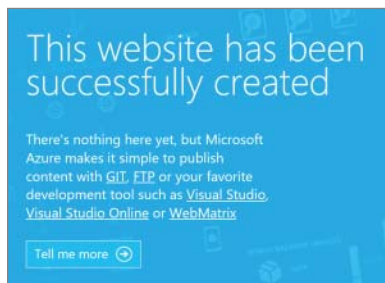 This website has been
successfully created
There's nothing here yet, but Microsoft
Azure makes it simple to publish
content with GIT, FTP or your favorite
development tool such as Visual Studio,
Visual Studio Online or WebMatrix
Tell me more